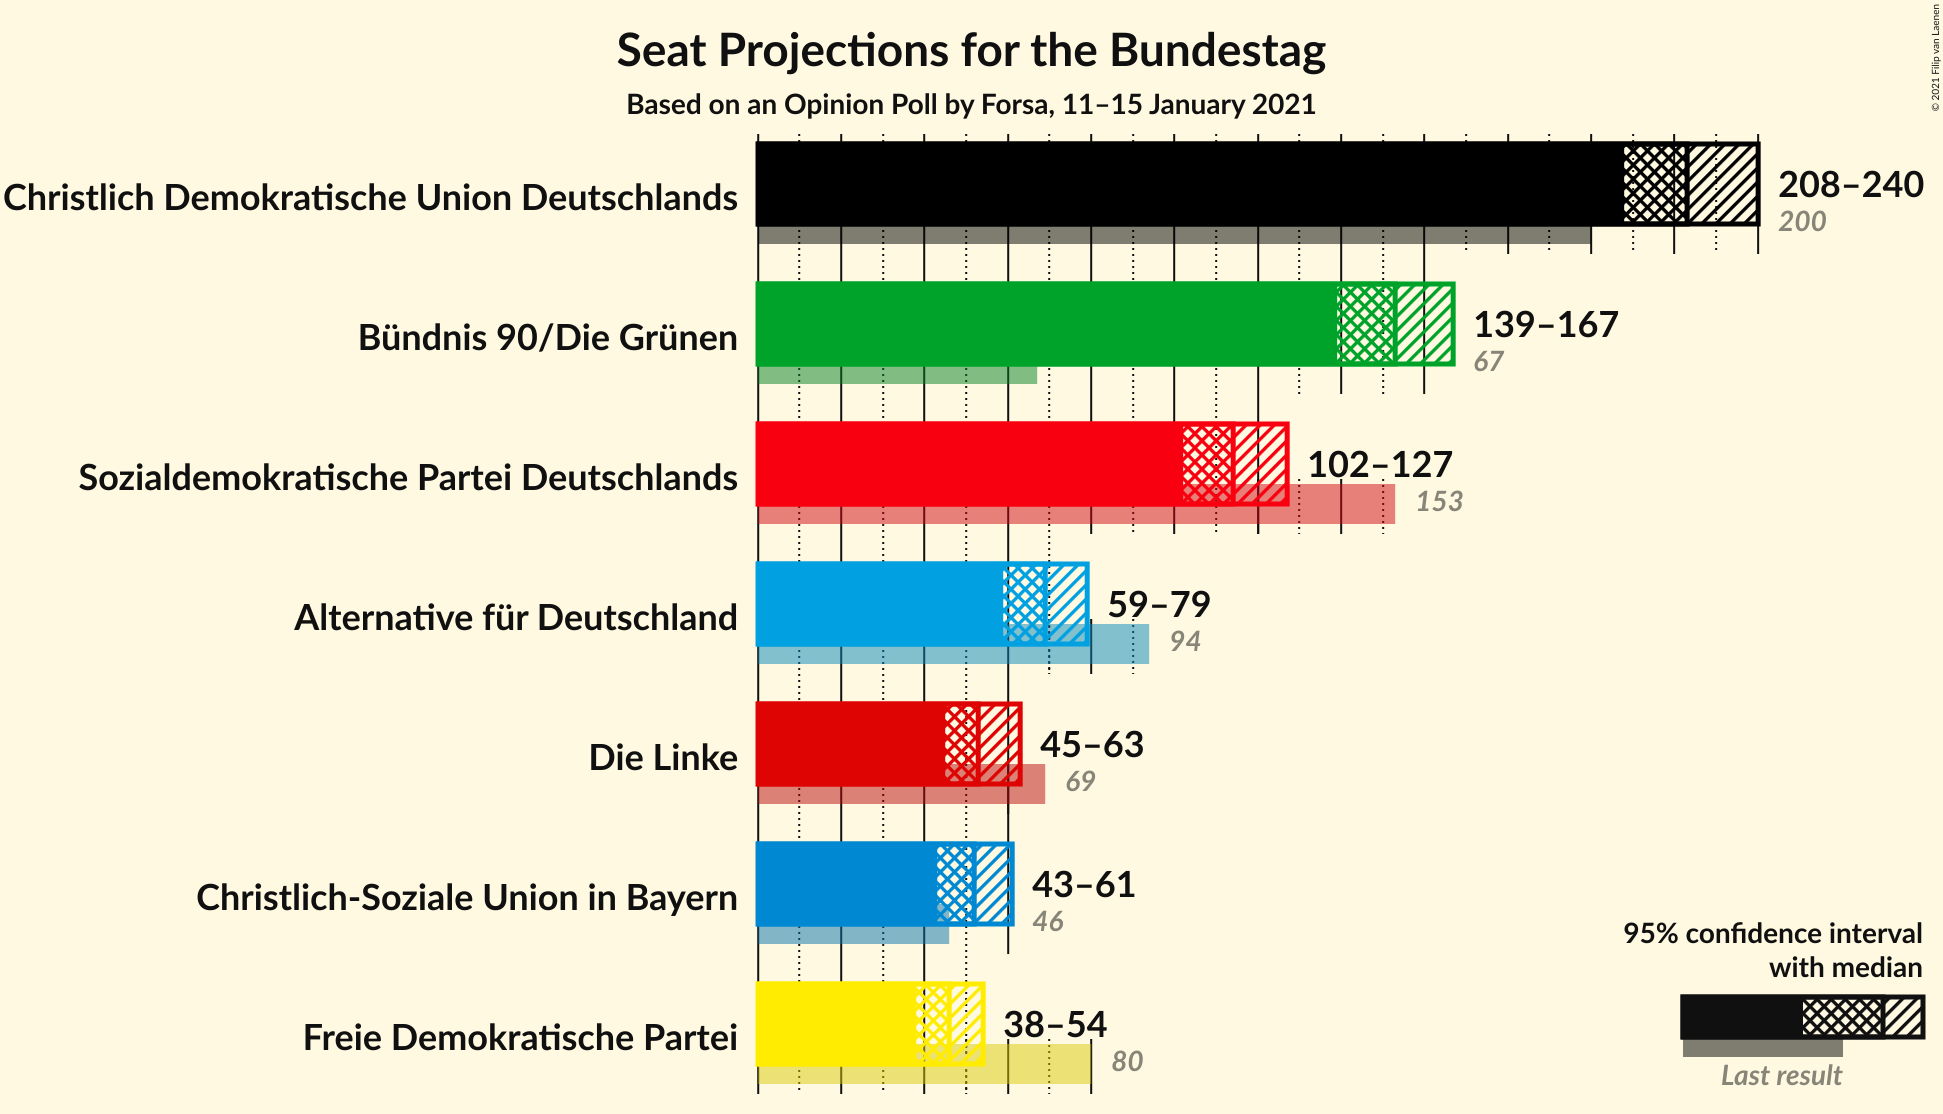 Seat Projections for the Bundestag
Based on an Opinion Poll by Forsa, 11–15 January 2021
© 2021 Filip van Laenen
Christlich Demokratische Union Deutschlands
208–240
200
Bündnis 90/Die Grünen
139–167
67
Sozialdemokratische Partei Deutschlands
102–127
153
Alternative für Deutschland
59–79
94
Die Linke
45–63
69
Christlich-Soziale Union in Bayern
43–61
46
Freie Demokratische Partei
38–54
80
95% confidence interval
with median
Last result